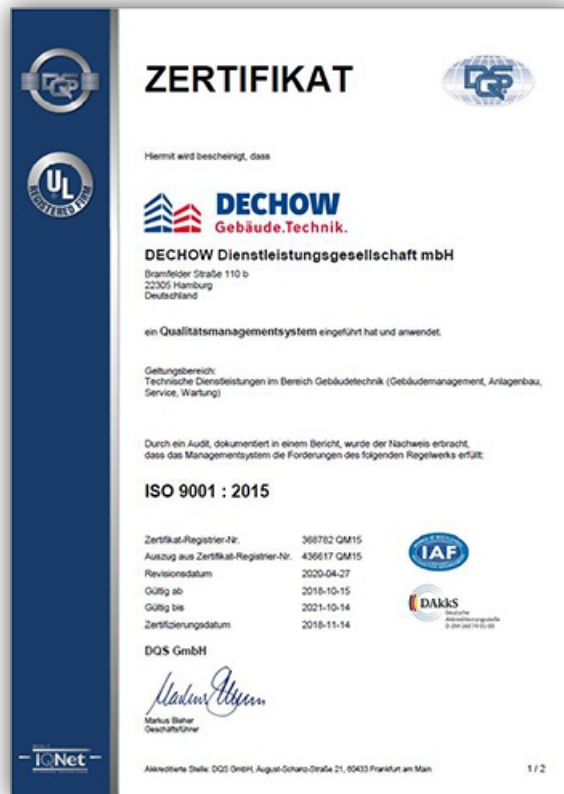 DQS
ZERTIFIKAT
DQS
UL
REGISTERED FIRM
Hiermit wird bescheinigt, dass
DECHOW
Gebäude.Technik.
DECHOW Dienstleistungsgesellschaft mbH
Bramfelder Straße 110 b
22305 Hamburg
Deutschland
ein Qualitätsmanagementsystem eingeführt hat und anwendet.
Geltungsbereich:
Technische Dienstleistungen im Bereich Gebäudetechnik (Gebäudemanagement, Anlagenbau,
Service, Wartung)
Durch ein Audit, dokumentiert in einem Bericht, wurde der Nachweis erbracht,
dass das Managementsystem die Forderungen des folgenden Regelwerks erfüllt:
ISO 9001 : 2015
Zertifikat-Registrier-Nr. 368782 QM15
Auszug aus Zertifikat-Registrier-Nr. 436617 QM15
Revisionsdatum 2020-04-27
Gültig ab 2018-10-15
Gültig bis 2021-10-14
Zertifizierungsdatum 2018-11-14
IAF
DAkkS
Deutsche
Akkreditierungsstelle
DQS GmbH
Markus Bleher
Geschäftsführer
IQNet
Akkreditierte Stelle: DQS GmbH, August-Schanz-Straße 21, 60433 Frankfurt am Main
1 / 2